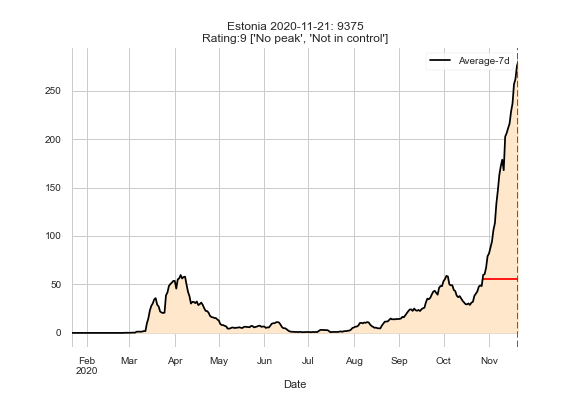 Estonia 2020-11-21: 9375
Rating:9 ['No peak', 'Not in control']
Average-7d
250
200
150
100
50
0
Feb Mar Apr May Jun Jul Aug Sep Oct Nov
2020
Date